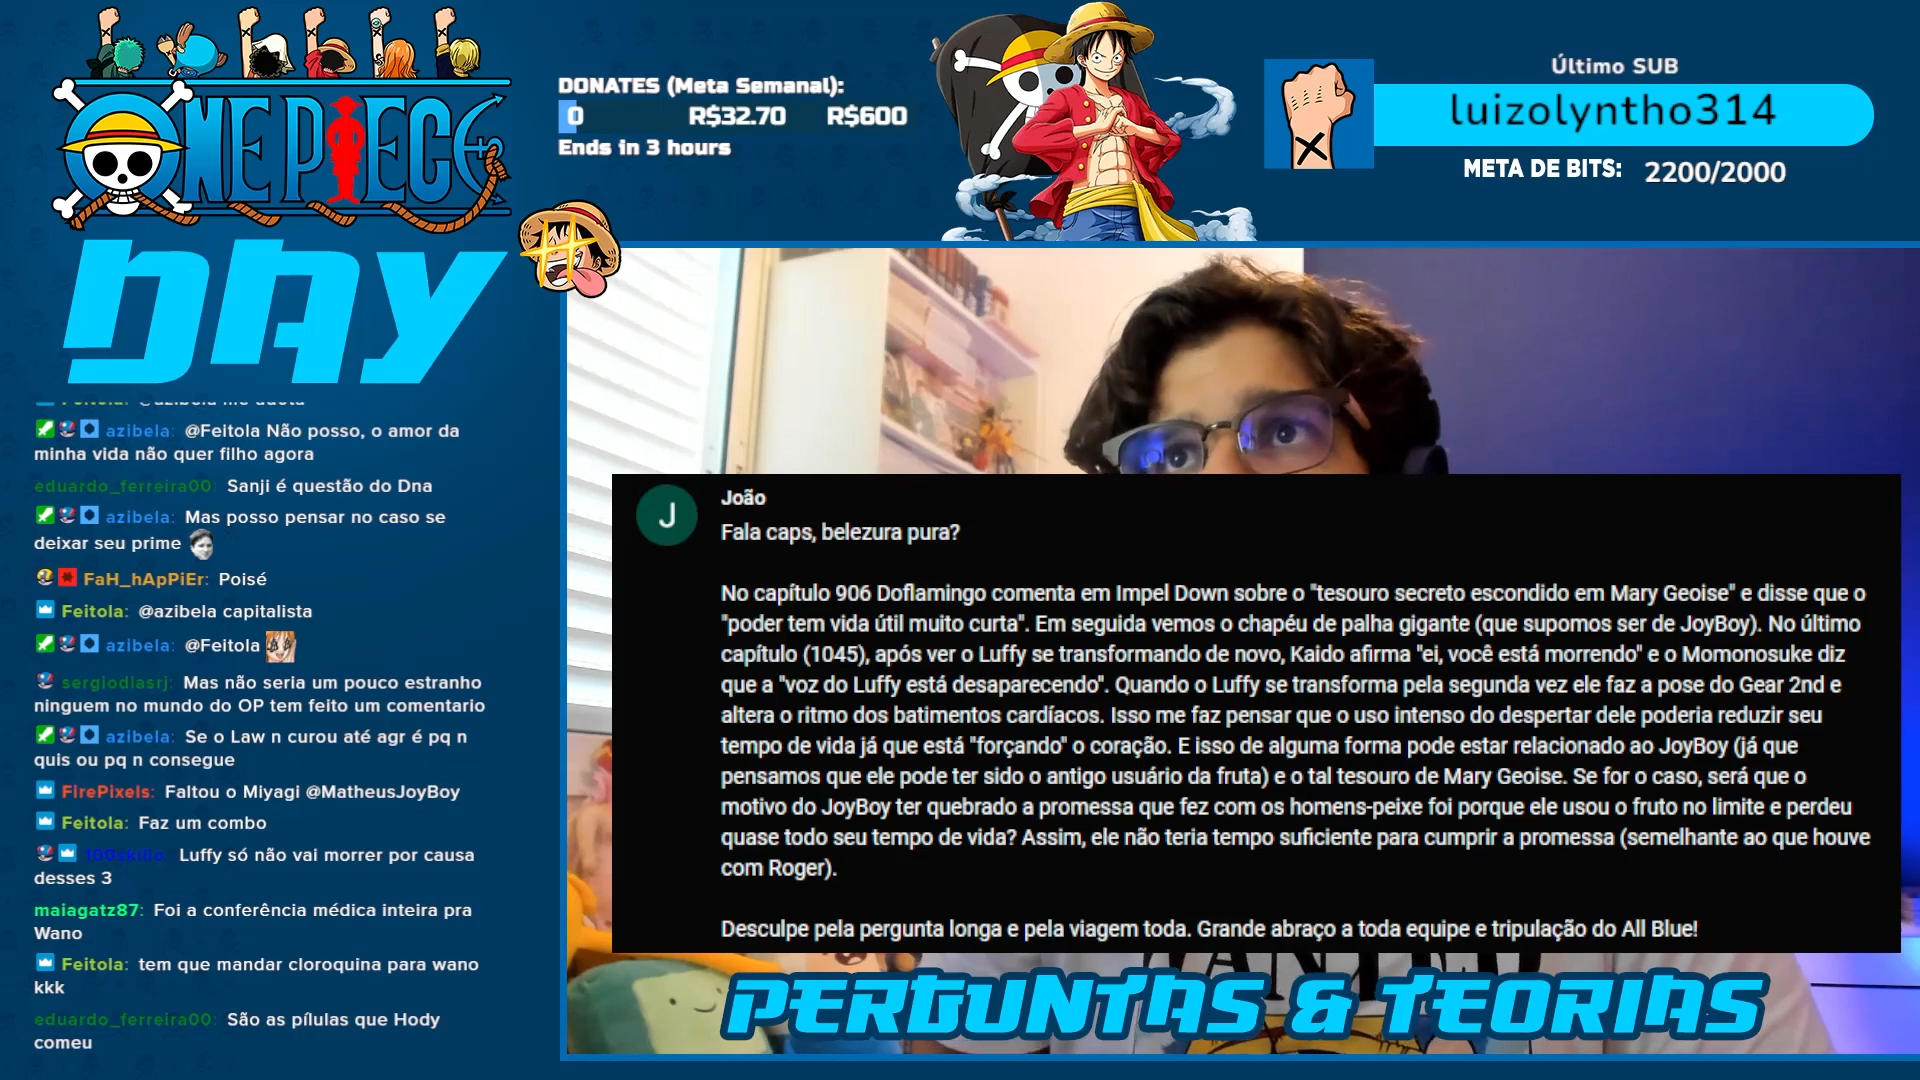 ONE PIECE
DAY
DONATES (Meta Semanal):
0 R$32.70 R$600
Ends in 3 hours
Último SUB
luizolyntho314
META DE BITS: 2200/2000
azibela: @Feitola Não posso, o amor da
minha vida não quer filho agora
eduardo_ferreira00: Sanji é questão do Dna
azibela: Mas posso pensar no caso se
deixar seu prime
FaH_hApPiEr: Poisé
Feitola: @azibela capitalista
azibela: @Feitola
sergiodlasrj: Mas não seria um pouco estranho
ninguem no mundo do OP tem feito um comentario
azibela: Se o Law n curou até agr é pq n
quis ou pq n consegue
FirePixels: Faltou o Miyagi @MatheusJoyBoy
Feitola: Faz um combo
Luffy só não vai morrer por causa
desses 3
maiagatz87: Foi a conferência médica inteira pra
Wano
Feitola: tem que mandar cloroquina para wano
kkk
eduardo_ferreira00: São as pílulas que Hody
comeu
J
João
Fala caps, belezura pura?
No capítulo 906 Doflamingo comenta em Impel Down sobre o "tesouro secreto escondido em Mary Geoise" e disse que o
"poder tem vida útil muito curta". Em seguida vemos o chapéu de palha gigante (que supomos ser de JoyBoy). No último
capítulo (1045), após ver o Luffy se transformando de novo, Kaido afirma "ei, você está morrendo" e o Momonosuke diz
que a "voz do Luffy está desaparecendo". Quando o Luffy se transforma pela segunda vez ele faz a pose do Gear 2nd e
altera o ritmo dos batimentos cardíacos. Isso me faz pensar que o uso intenso do despertar dele poderia reduzir seu
tempo de vida já que está "forçando" o coração. E isso de alguma forma pode estar relacionado ao JoyBoy (já que
pensamos que ele pode ter sido o antigo usuário da fruta) e o tal tesouro de Mary Geoise. Se for o caso, será que o
motivo do JoyBoy ter quebrado a promessa que fez com os homens-peixe foi porque ele usou o fruto no limite e perdeu
quase todo seu tempo de vida? Assim, ele não teria tempo suficiente para cumprir a promessa (semelhante ao que houve
com Roger).
Desculpe pela pergunta longa e pela viagem toda. Grande abraço a toda equipe e tripulação do All Blue!
PERGUNTAS & TEORIAS